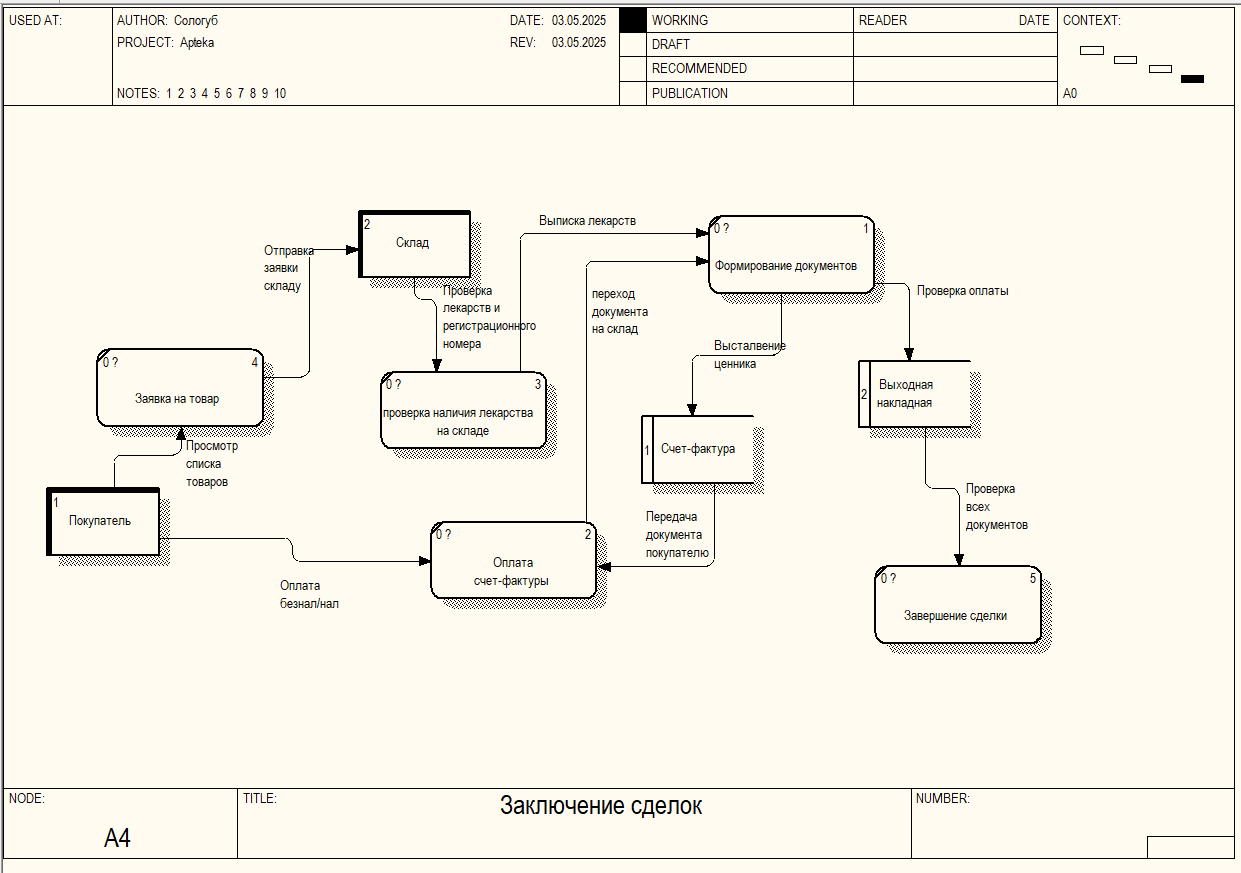 USED AT:
AUTHOR: Сологуб
DATE: 03.05.2025
PROJECT: Apteka
REV: 03.05.2025
NOTES: 1 2 3 4 5 6 7 8 9 10
WORKING
DRAFT
RECOMMENDED
PUBLICATION
READER DATE
CONTEXT:
A0
Отправка
заявки
складу
2
Склад
Выписка лекарств
0 ? 1
Формирование документов
Проверка
лекарств и
регистрационного
номера
переход
документа
на склад
Проверка оплаты
Высталвение
ценника
0 ? 4
Заявка на товар
0 ? 3
проверка наличия лекарства
на складе
2
Выходная
накладная
1
Счет-фактура
Просмотр
списка
товаров
1
Покупатель
Оплата
безнал/нал
0 ? 2
Оплата
счет-фактуры
Передача
документа
покупателю
Проверка
всех
документов
0 ? 5
Завершение сделки
NODE:
A4
TITLE:
Заключение сделок
NUMBER: